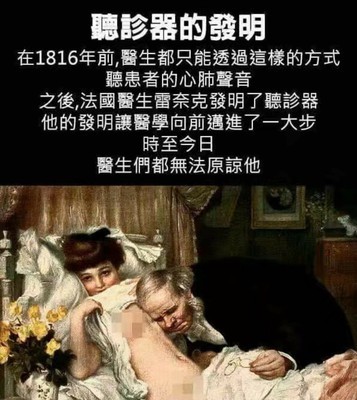 聽診器的發明
在1816年前,醫生都只能透過這樣的方式
聽患者的心肺聲音
之後,法國醫生雷奈克發明了聽診器
他的發明讓醫學向前邁進了一大步
時至今日
醫生們都無法原諒他